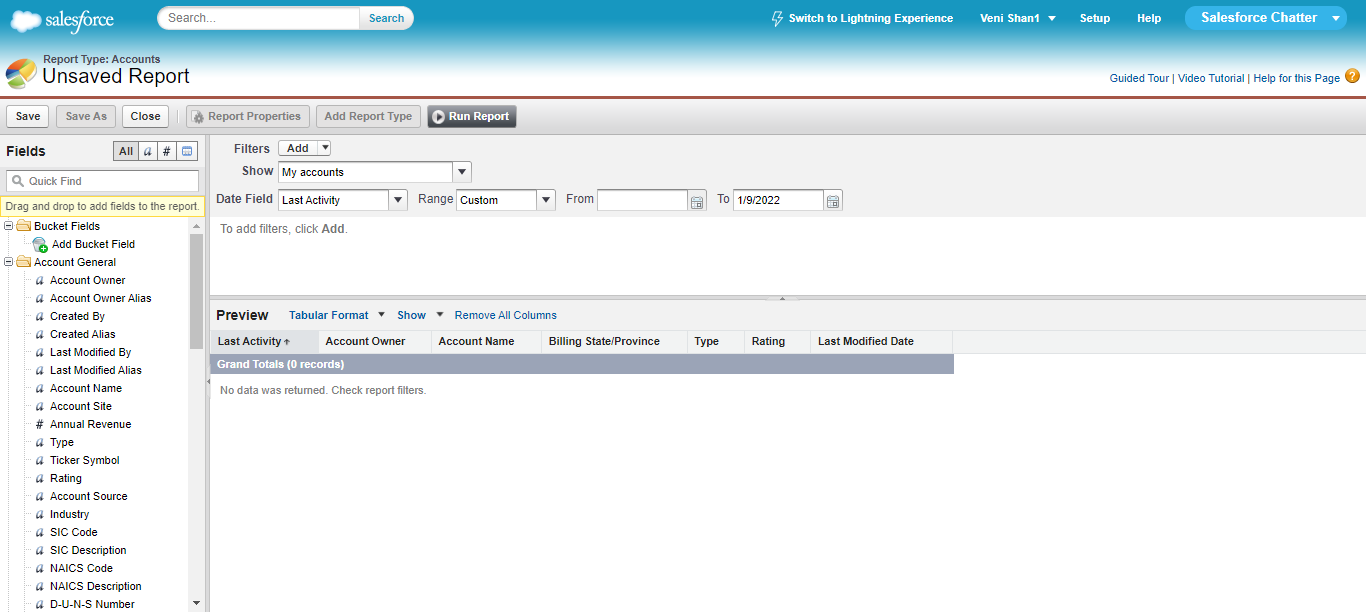 salesforce
Search...
Search
Switch to Lightning Experience
Veni Shan1
Setup
Help
Salesforce Chatter
Report Type: Accounts
Unsaved Report
Guided Tour | Video Tutorial | Help for this Page ?
Save
Save As
Close
Report Properties
Add Report Type
Run Report
Fields
All
a
#
Quick Find
Drag and drop to add fields to the report.
Bucket Fields
Add Bucket Field
Account General
a Account Owner
a Account Owner Alias
a Created By
a Created Alias
a Last Modified By
a Last Modified Alias
a Account Name
a Account Site
# Annual Revenue
a Type
a Ticker Symbol
a Rating
a Account Source
a Industry
a SIC Code
a SIC Description
a NAICS Code
a NAICS Description
a D-U-N-S Number
Filters Add
Show My accounts
Date Field Last Activity Range Custom From To 1/9/2022
To add filters, click Add.
Preview Tabular Format Show Remove All Columns
Last Activity Account Owner Account Name Billing State/Province Type Rating Last Modified Date
Grand Totals (0 records)
No data was returned. Check report filters.